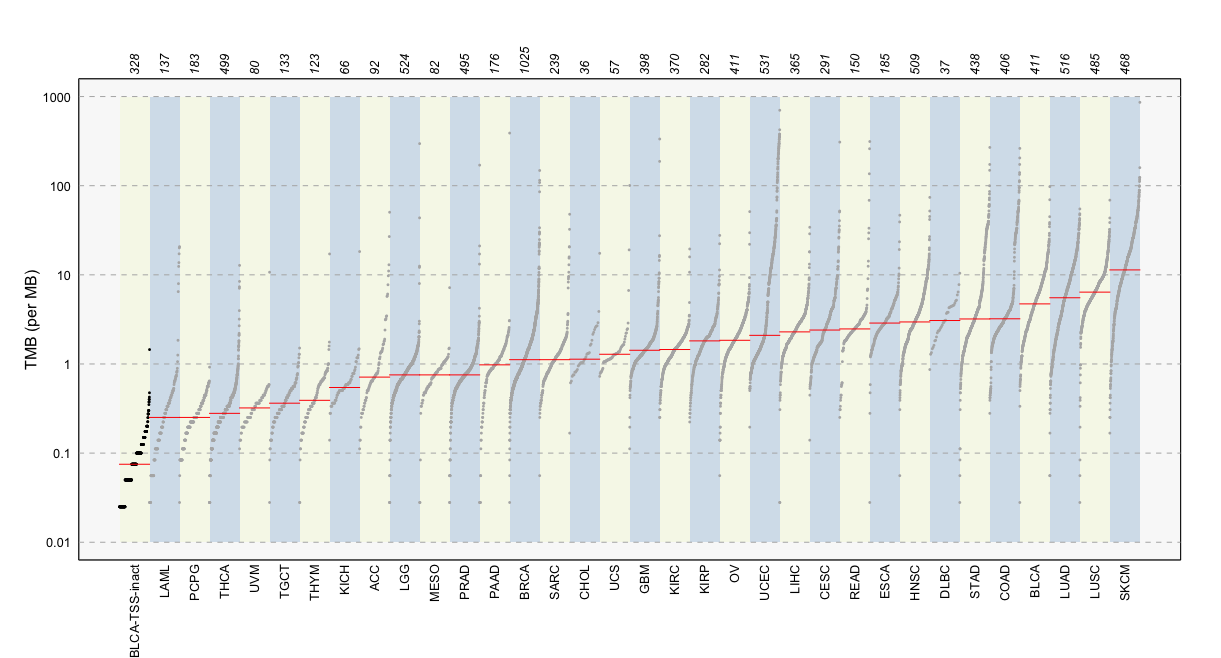 328 137 183 499 80 133 123 66 92 524 82 495 176 1025 239 36 57 398 370 282 411 531 365 291 150 185 509 37 438 406 411 516 485 468
TMB (per MB)
1000
100
10
1
0.1
0.01
BLCA-TSS-inact LAML PCPG THCA UVM TGCT THYM KICH ACC LGG MESO PRAD PAAD BRCA SARC CHOL UCS GBM KIRC KIRP OV UCEC LIHC CESC READ ESCA HNSC DLBC STAD COAD BLCA LUAD LUSC SKCM